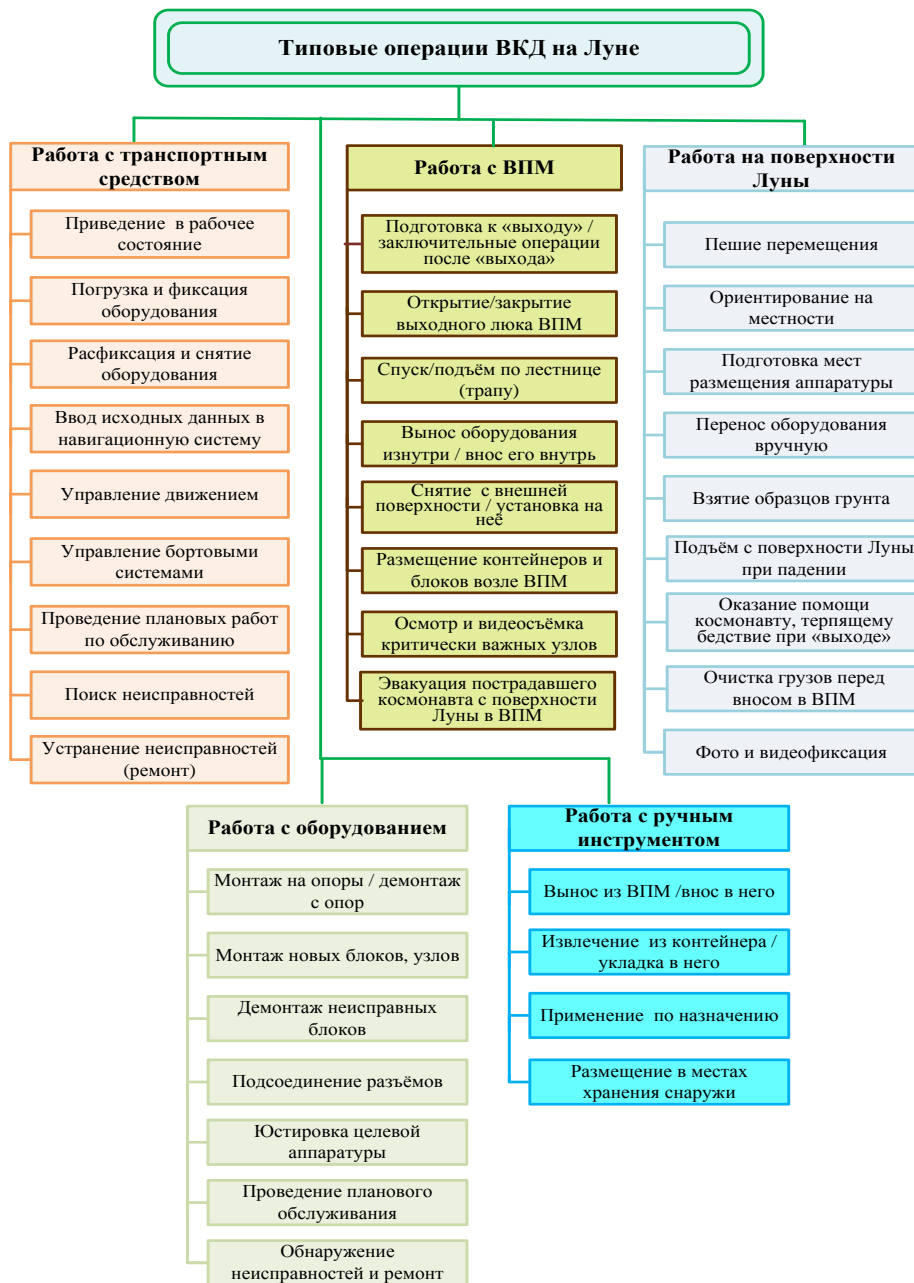 Типовые операции ВКД на Луне
Работа с транспортным
средством
Приведение в рабочее
состояние
Погрузка и фиксация
оборудования
Расфиксация и снятие
оборудования
Ввод исходных данных в
навигационную систему
Управление движением
Управление бортовыми
системами
Проведение плановых работ
по обслуживанию
Поиск неисправностей
Устранение неисправностей
(ремонт)
Работа с ВПМ
Подготовка к «выходу» /
заключительные операции
после «выхода»
Открытие/закрытие
выходного люка ВПМ
Спуск/подъём по лестнице
(трапу)
Вынос оборудования
изнутри / внос его внутрь
Снятие с внешней
поверхности / установка на
неё
Размещение контейнеров и
блоков возле ВПМ
Осмотр и видеосъёмка
критически важных узлов
Эвакуация пострадавшего
космонавта с поверхности
Луны в ВПМ
Работа на поверхности
Луны
Пешие перемещения
Ориентирование на
местности
Подготовка мест
размещения аппаратуры
Перенос оборудования
вручную
Взятие образцов грунта
Подъём с поверхности Луны
при падении
Оказание помощи
космонавту, терпящему
бедствие при «выходе»
Очистка грузов перед
вносом в ВПМ
Фото и видеофиксация
Работа с оборудованием
Монтаж на опоры / демонтаж
с опор
Монтаж новых блоков, узлов
Демонтаж неисправных
блоков
Подсоединение разъёмов
Юстировка целевой
аппаратуры
Проведение планового
обслуживания
Обнаружение
неисправностей и ремонт
Работа с ручным
инструментом
Вынос из ВПМ /внос в него
Извлечение из контейнера /
укладка в него
Применение по назначению
Размещение в местах
хранения снаружи